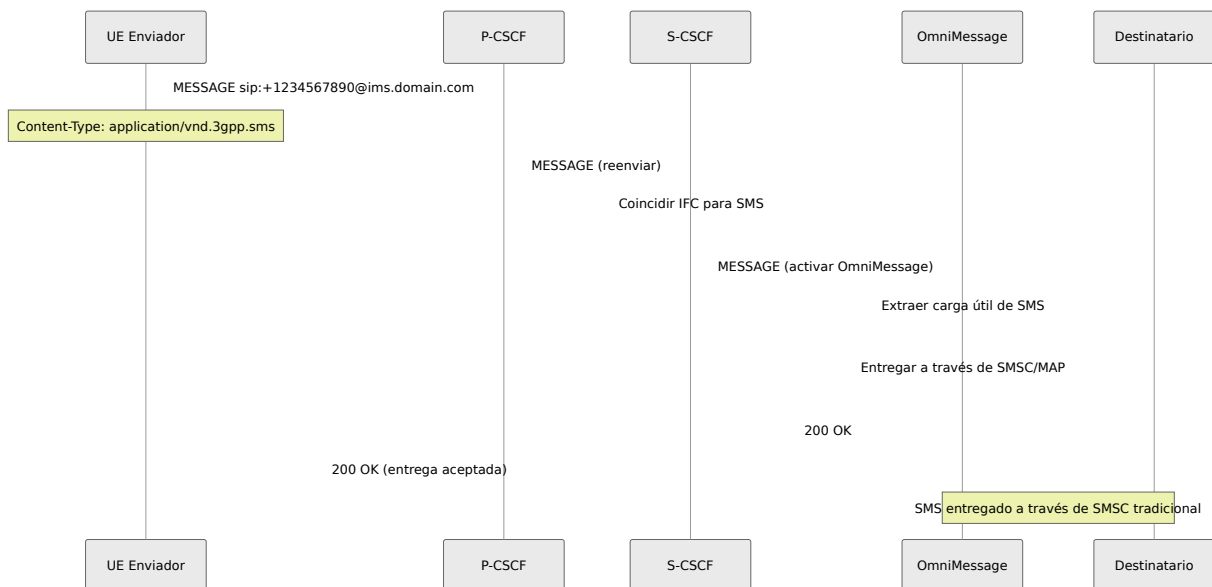 UE Enviador
P-CSCF
S-CSCF
OmniMessage
Destinatario
MESSAGE sip:+1234567890@ims.domain.com
Content-Type: application/vnd.3gpp.sms
MESSAGE (reenviar)
Coincidir IFC para SMS
MESSAGE (activar OmniMessage)
Extraer carga útil de SMS
Entregar a través de SMSC/MAP
200 OK
200 OK (entrega aceptada)
SMS entregado a través de SMSC tradicional
UE Enviador
P-CSCF
S-CSCF
OmniMessage
Destinatario